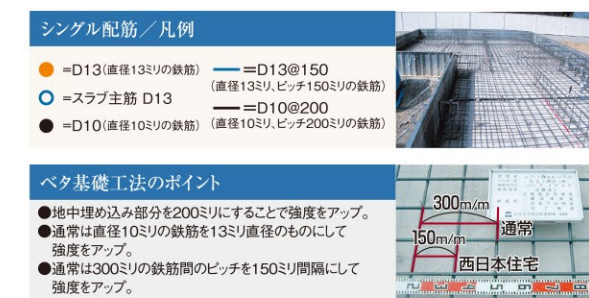 シングル配筋／凡例
=D13(直径13ミリの鉄筋)
=スラブ主筋 D13
=D10(直径10ミリの鉄筋)
=D13@150
(直径13ミリ、ピッチ150ミリの鉄筋)
=D10@200
(直径10ミリ、ピッチ200ミリの鉄筋)
ベタ基礎工法のポイント
●地中埋め込み部分を200ミリにすることで強度をアップ。
●通常は直径10ミリの鉄筋を13ミリ直径のものにして
強度をアップ。
●通常は300ミリの鉄筋間のピッチを150ミリ間隔にして
強度をアップ。
300m/m
通常
150m/m
西日本住宅